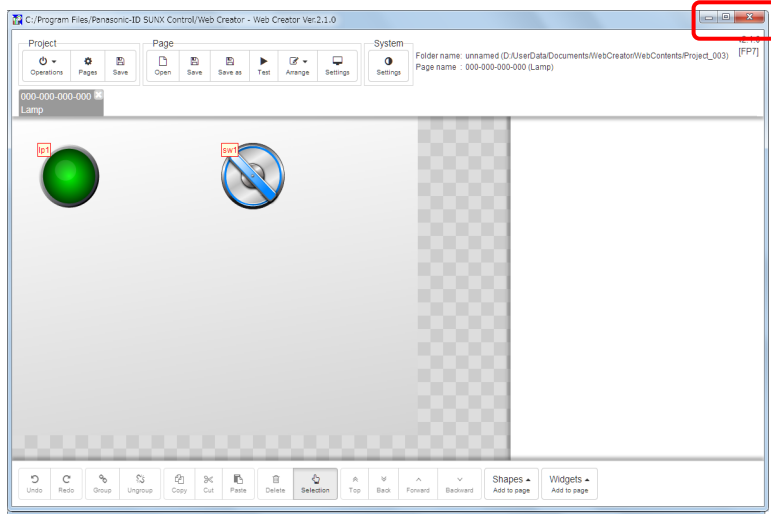 C:/Program Files/Panasonic-ID SUNX Control/Web Creator - Web Creator Ver.2.1.0
Project
Page
System
Operations
Pages
Save
Open
Save
Save as
Test
Arrange
Settings
Settings
Folder name: unnamed (D:/UserData/Documents/WebCreator/WebContents/Project_003)
Page name : 000-000-000-000 (Lamp)
[FP7]
000-000-000-000
Lamp
lp1
sw1
Undo
Redo
Group
Ungroup
Copy
Cut
Paste
Delete
Selection
Top
Back
Forward
Backward
Shapes
Add to page
Widgets
Add to page